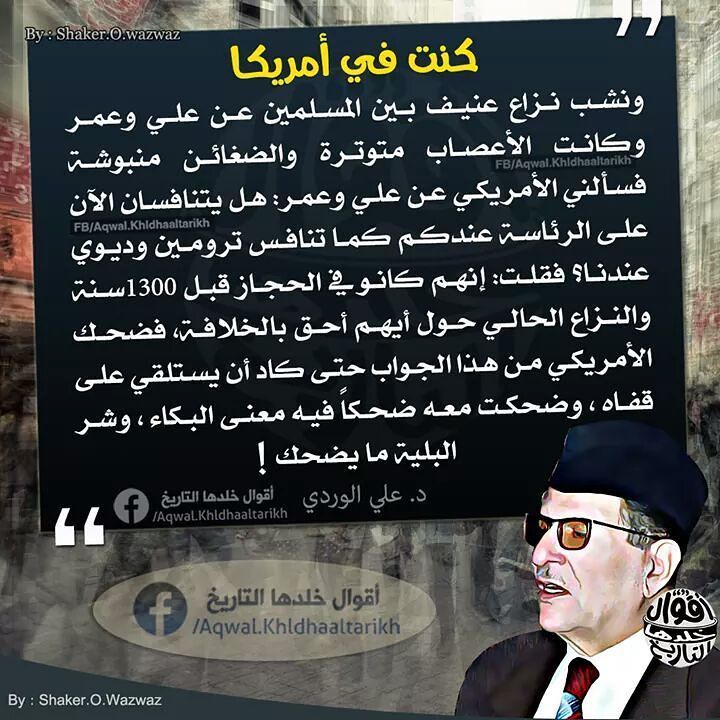 By : Shaker.O.wazwaz
كنت في أمريكا
ونشب نزاع عنيف بين المسلمين عن علي وعمر
وكانت الأعصاب متوترة والضغائن منبوشة
FB/Aqwal.Khldhaaltarikh
فسألني الأمريكي عن علي وعمر: هل يتنافسان الآن
FB/Aqwal.Khldhaaltarikh
على الرئاسة عندكم كما تنافس ترومين وديوي
عندنا؟ فقلت: إنهم كانو في الحجاز قبل 1300سنة
والنزاع الحالي حول أيهم أحق بالخلافة، فضحك
الأمريكي من هذا الجواب حتى كاد أن يستلقي على
قفاه ، وضحكت معه ضحكاً فيه معنى البكاء ، وشر
البلية ما يضحك !
د. علي الوردي
أقوال خلدها التاريخ
/Aqwal.Khldhaaltarikh
أقوال خلدها التاريخ
/Aqwal.Khldhaaltarikh
أقوال
التاريخ
By : Shaker.O.Wazwaz